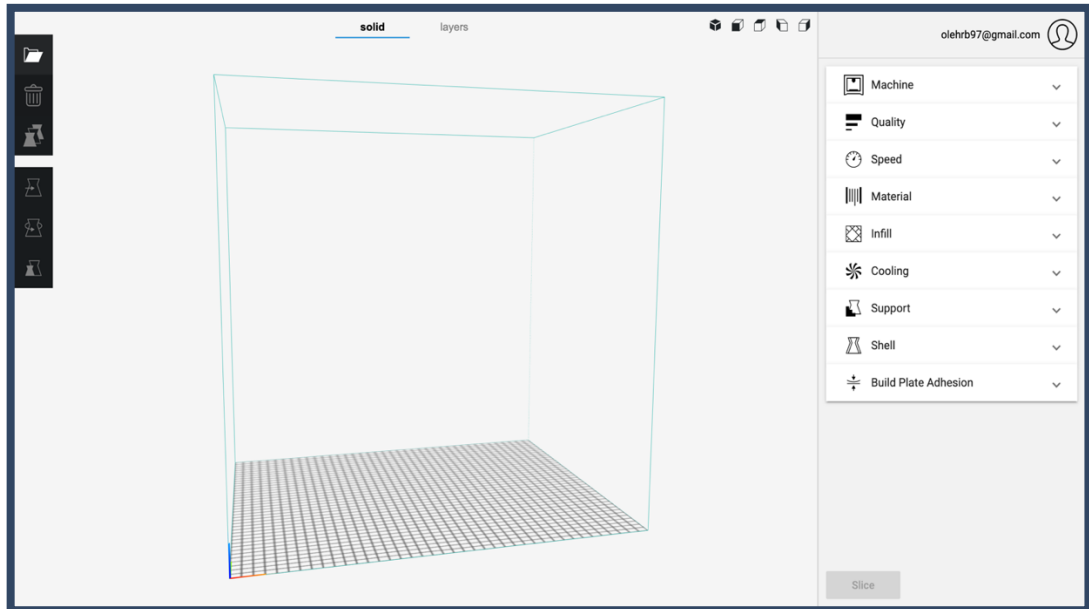 solid
layers
olehrb97@gmail.com
Machine
Quality
Speed
Material
Infill
Cooling
Support
Shell
Build Plate Adhesion
Slice